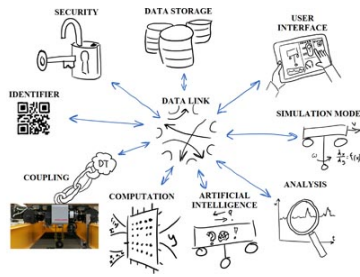 SECURITY
DATA STORAGE
USER
INTERFACE
IDENTIFIER
DATA LINK
SIMULATION MODE
COUPLING
DT
COMPUTATION
ARTIFICIAL
INTELLIGENCE
ANALYSIS